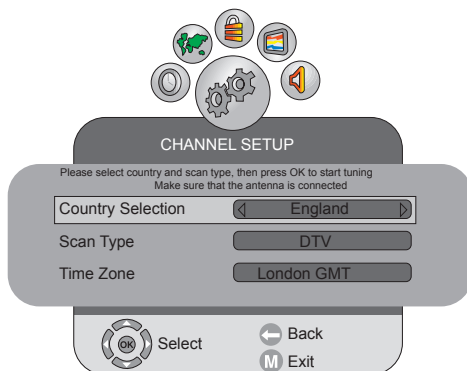 CHANNEL SETUP
Please select country and scan type, then press OK to start tuning
Make sure that the antenna is connected
Country Selection England
Scan Type DTV
Time Zone London GMT
OK Select
Back
M Exit